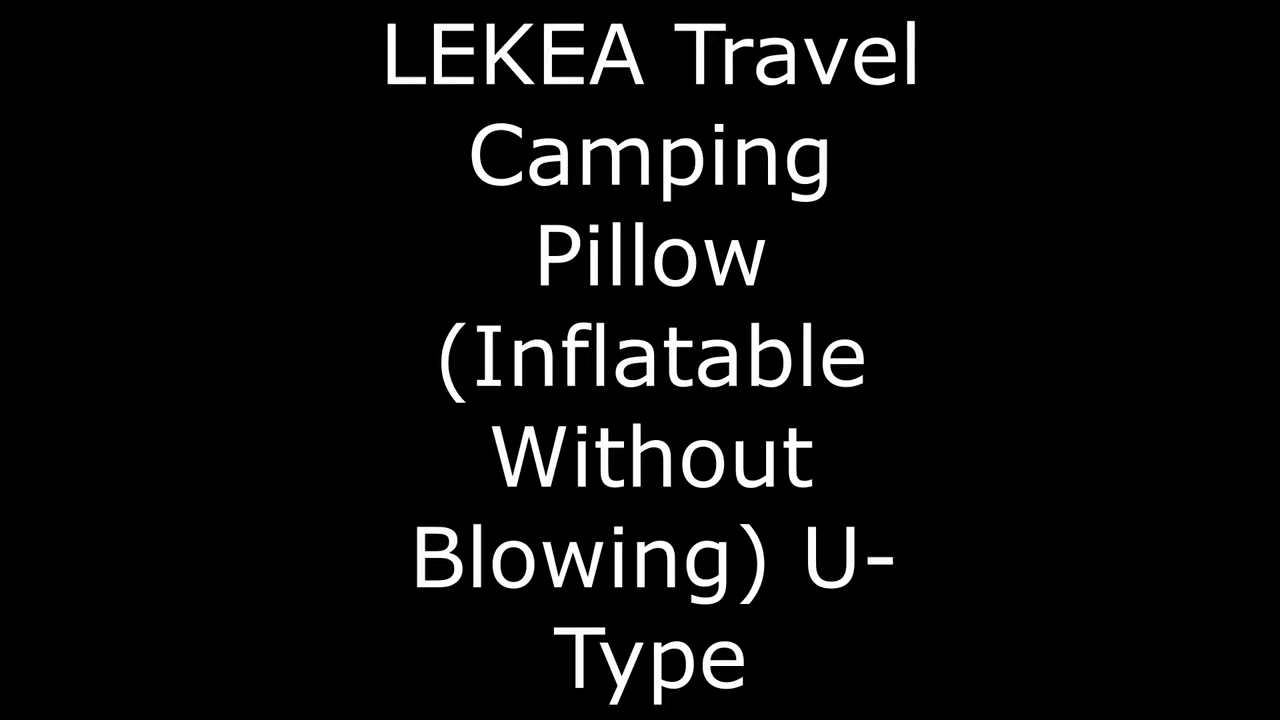 LEKEA Travel
Camping
Pillow
(Inflatable
Without
Blowing) U-
Type